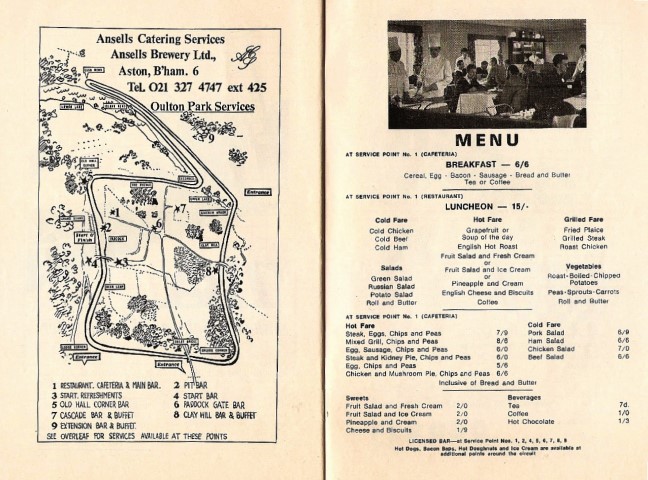 Ansells Catering Services
Ansells Brewery Ltd.,
Aston, B'ham. 6
Tel. O21 327 4747 ext 425
Oulton Park Services
Entrance
Start & Finish
Entrance
Entrance
1 RESTAURANT, CAFETERIA & MAIN BAR. 2 PIT BAR
3 START. REFRESHMENTS 4 START BAR
5 OLD HALL CORNER BAR 6 PADDOCK GATE BAR
7 CASCADE BAR & BUFFET 8 CLAY HILL BAR & BUFFET
9 EXTENSION BAR & BUFFET.
SEE OVERLEAF FOR SERVICES AVAILABLE AT THESE POINTS
MENU
AT SERVICE POINT No. 1 (CAFETERIA)
BREAKFAST — 6/6
Cereal, Egg - Bacon - Sausage - Bread and Butter
Tea or Coffee
AT SERVICE POINT No. 1 (RESTAURANT)
LUNCHEON — 15/-
Cold Fare
Cold Chicken
Cold Beef
Cold Ham
Salads
Green Salad
Russian Salad
Potato Salad
Roll and Butter
Hot Fare
Grapefruit or
Soup of the day
English Hot Roast
Fruit Salad and Fresh Cream
or
Fruit Salad and Ice Cream
or
Pineapple and Cream
English Cheese and Biscuits
Coffee
Grilled Fare
Fried Plaice
Grilled Steak
Roast Chicken
Vegetables
Roast-Boiled-Chipped
Potatoes
Peas-Sprouts-Carrots
Roll and Butter
AT SERVICE POINT No. 1 (CAFETERIA)
Hot Fare
Steak, Eggs, Chips and Peas 7/9
Mixed Grill, Chips and Peas 6/6
Egg, Sausage, Chips and Peas 6/0
Steak and Kidney Pie, Chips and Peas 6/0
Egg, Chips and Peas 5/6
Chicken and Mushroom Pie, Chips and Peas 6/6
Cold Fare
Pork Salad 6/9
Ham Salad 6/6
Chicken Salad 7/0
Beef Salad 6/6
Inclusive of Bread and Butter
Sweets
Fruit Salad and Fresh Cream 2/0
Fruit Salad and Ice Cream 2/0
Pineapple and Cream 2/0
Cheese and Biscuits 1/9
Beverages
Tea 7d.
Coffee 1/0
Hot Chocolate 1/3
LICENSED BAR—at Service Point Nos. 1, 2, 4, 5, 6, 7, 8, 9
Hot Dogs, Bacon Baps, Hot Doughnuts and Ice Cream are available at
additional points around the circuit